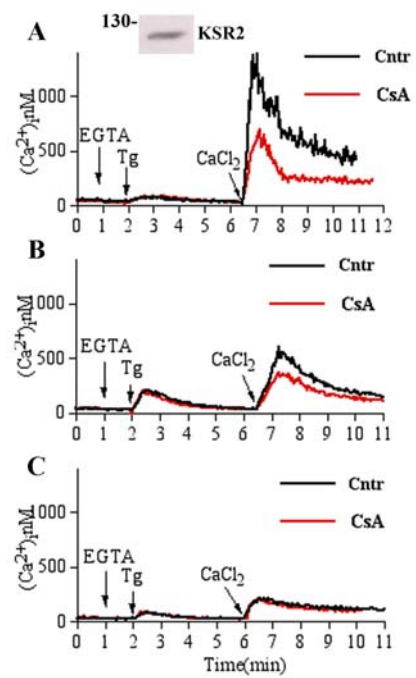 130-
KSR2
A
Cntr
CsA
(Ca²⁺)ᵢnM
1000
500
0
EGTA
Tg
CaCl₂
0 1 2 3 4 5 6 7 8 9 10 11 12
B
Cntr
CsA
(Ca²⁺)ᵢnM
1000
500
0
EGTA
Tg
CaCl₂
0 1 2 3 4 5 6 7 8 9 10 11
C
Cntr
CsA
(Ca²⁺)ᵢnM
1000
500
0
EGTA
Tg
CaCl₂
0 1 2 3 4 5 6 7 8 9 10 11
Time(min)